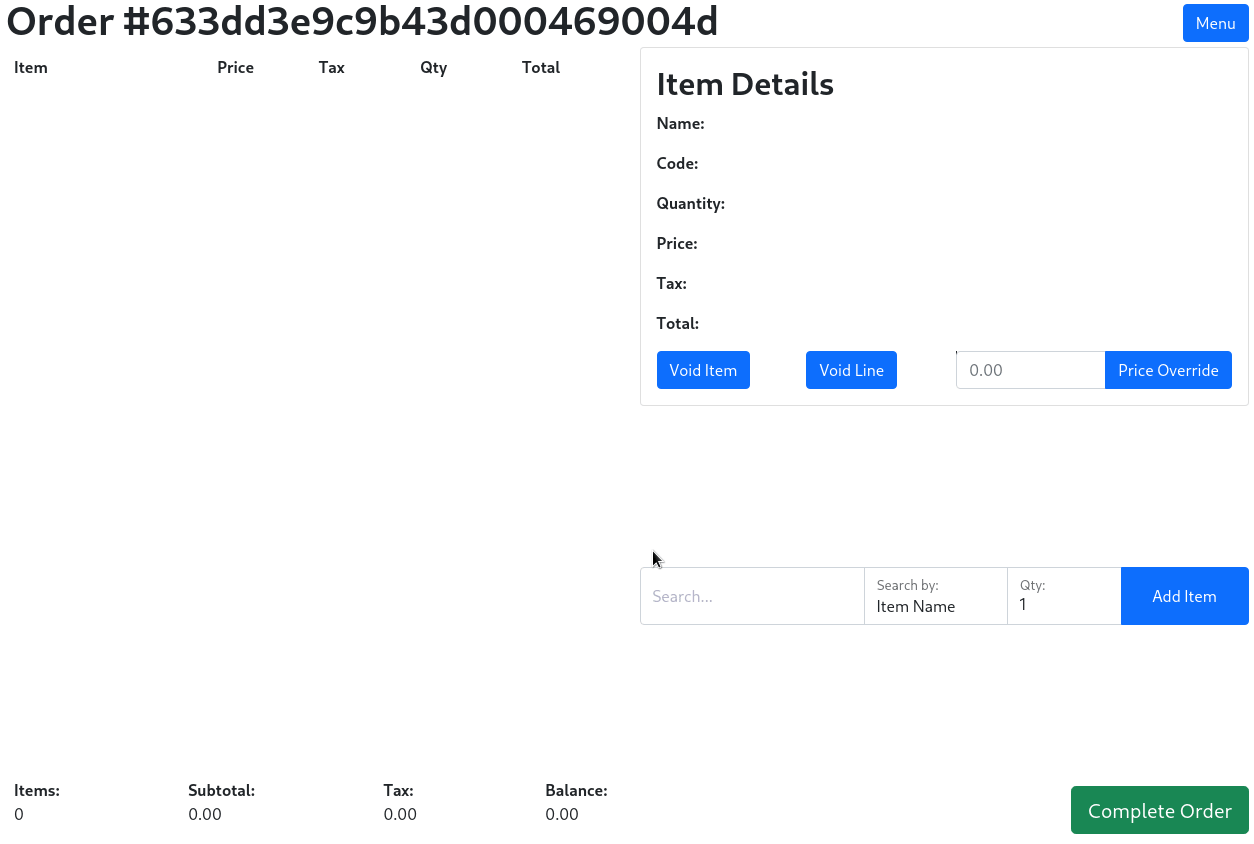 Order #633dd3e9c9b43d000469004d
Menu
Item Price Tax Qty Total
Item Details
Name:
Code:
Quantity:
Price:
Tax:
Total:
Void Item Void Line 0.00 Price Override
Search... Search by: Item Name Qty: 1 Add Item
Items: Subtotal: Tax: Balance:
0 0.00 0.00 0.00
Complete Order